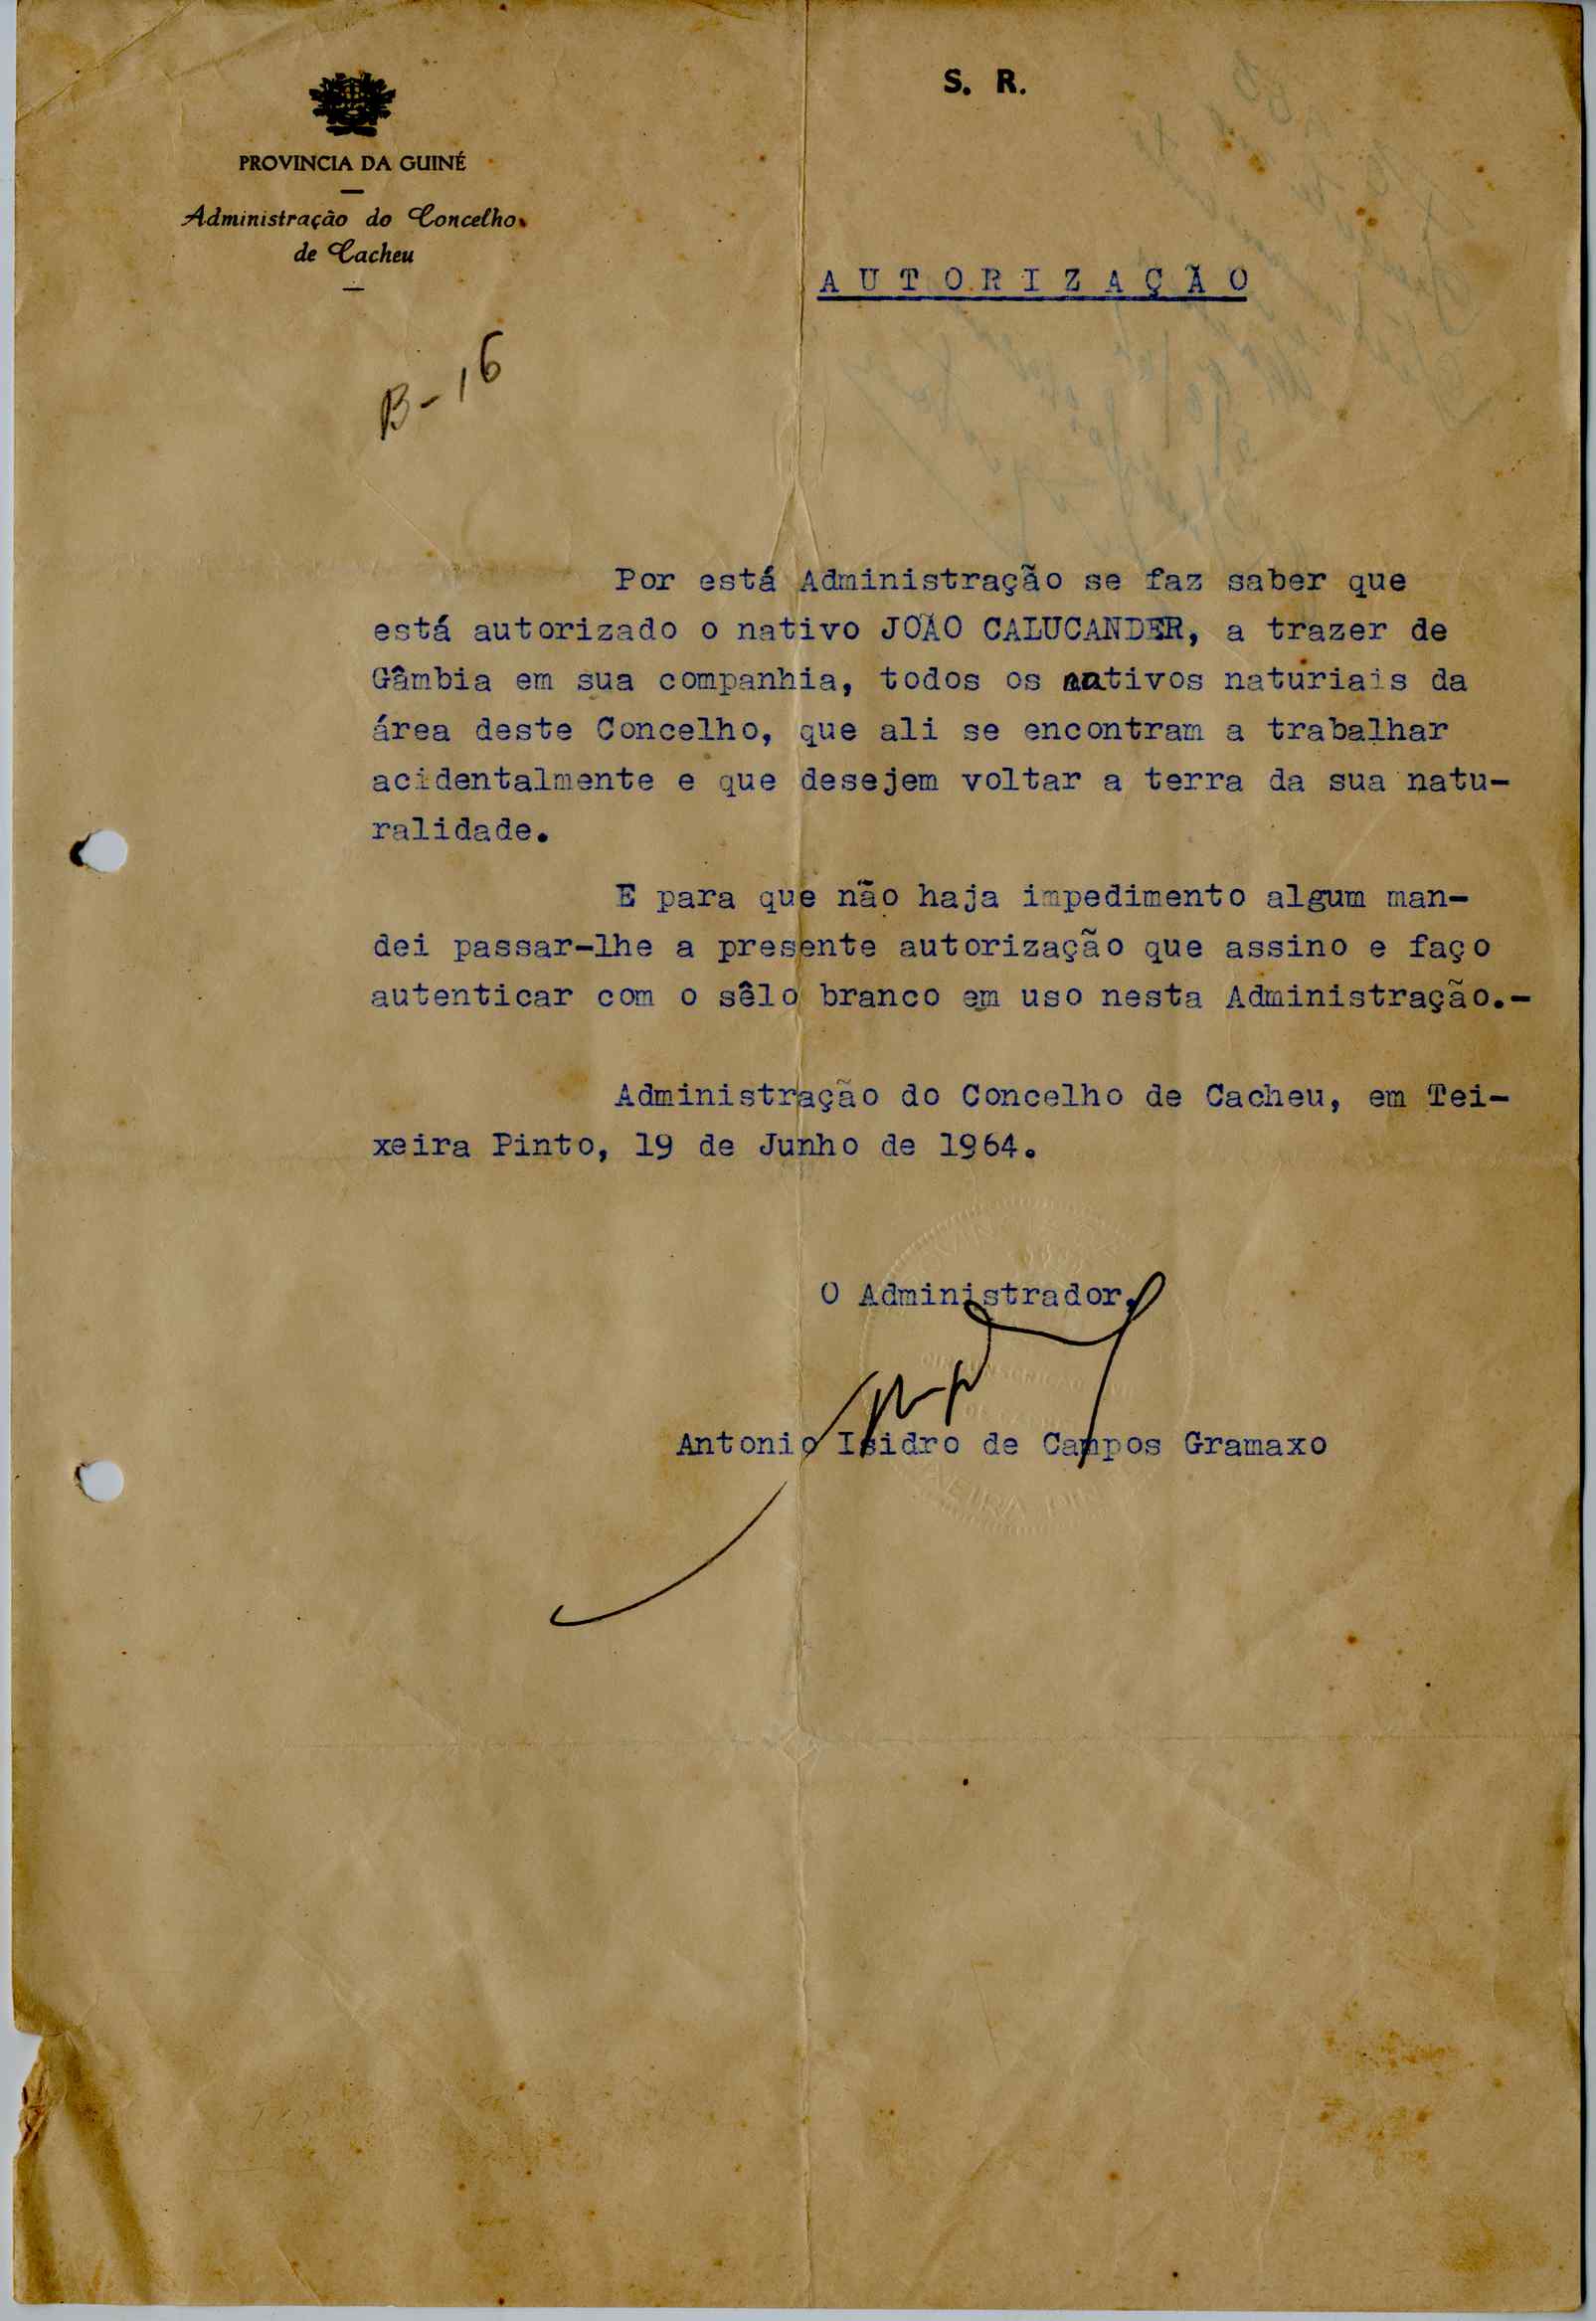 S. R.
PROVINCIA DA GUINÉ
Administração do Concelho
de Cacheu
AUTORIZAÇÃO
B-16
Por está Administração se faz saber que
está autorizado o nativo JOÃO CALUCANDER, a trazer de
Gâmbia em sua companhia, todos os nativos naturiais da
área deste Concelho, que ali se encontram a trabalhar
acidentalmente e que desejem voltar a terra da sua natu-
ralidade.
E para que não haja impedimento algum man-
dei passar-lhe a presente autorização que assino e faço
autenticar com o sêlo branco em uso nesta Administração.-
Administração do Concelho de Cacheu, em Tei-
xeira Pinto, 19 de Junho de 1964.
O Administrador,
Antonio Isidro de Campos Gramaxo